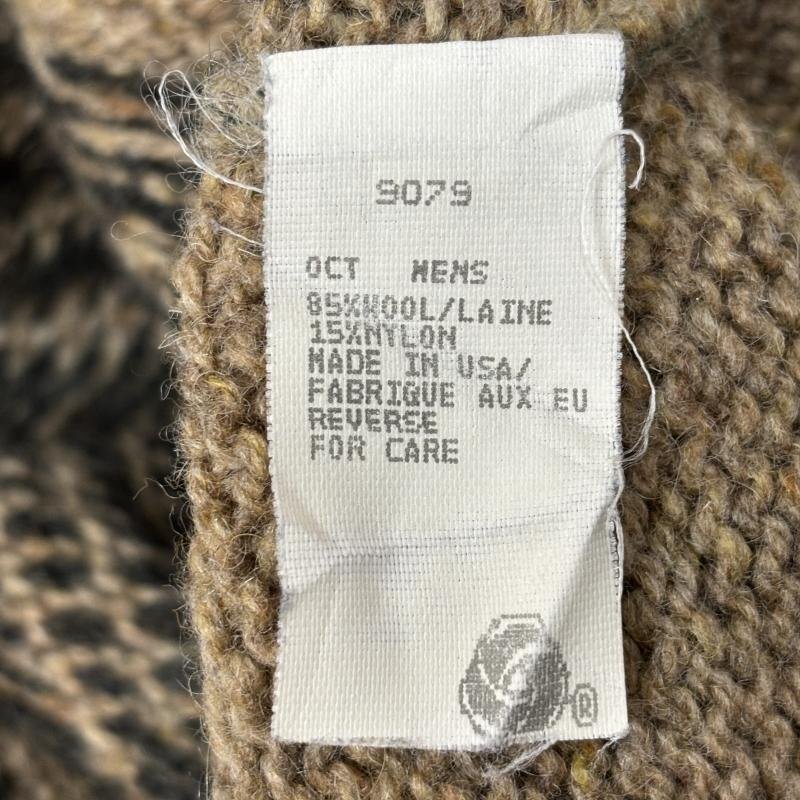 9079
OCT MENS
85%WOOL/LAINE
15%NYLON
MADE IN USA/
FABRIQUE AUX EU
REVERSE
FOR CARE
®